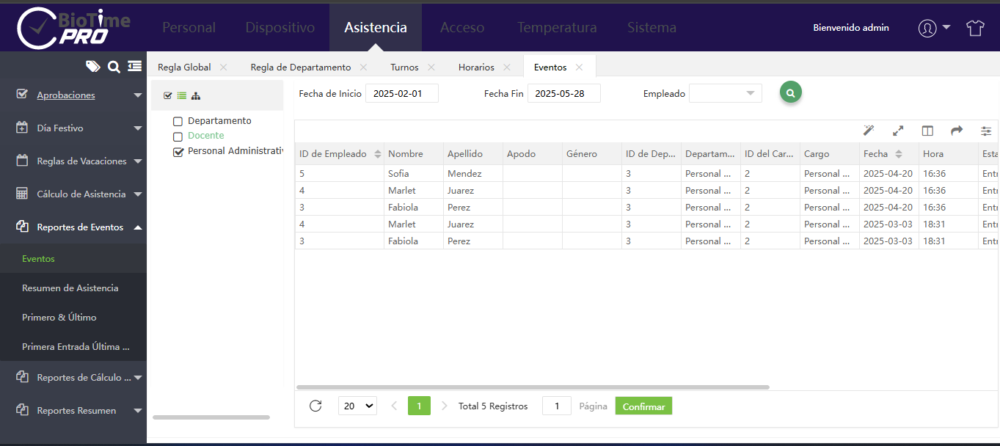 BioTime PRO
Personal Dispositivo Asistencia Acceso Temperatura Sistema Bienvenido admin
Regla Global Regla de Departamento Turnos Horarios Eventos
Aprobaciones
Día Festivo
Reglas de Vacaciones
Cálculo de Asistencia
Reportes de Eventos
Eventos
Resumen de Asistencia
Primero & Último
Primera Entrada Última ...
Reportes de Cálculo ...
Reportes Resumen
Departamento
Docente
Personal Administrativ
Fecha de Inicio 2025-02-01 Fecha Fin 2025-05-28 Empleado
ID de Empleado Nombre Apellido Apodo Género ID de Dep... Departam... ID del Car... Cargo Fecha Hora Esta
5 Sofia Mendez 3 Personal ... 2 Personal ... 2025-04-20 16:36 Entr
4 Marlet Juarez 3 Personal ... 2 Personal ... 2025-04-20 16:36 Entr
3 Fabiola Perez 3 Personal ... 2 Personal ... 2025-04-20 16:36 Entr
4 Marlet Juarez 3 Personal ... 2 Personal ... 2025-03-03 18:31 Entr
3 Fabiola Perez 3 Personal ... 2 Personal ... 2025-03-03 18:31 Entr
20 1 Total 5 Registros 1 Página Confirmar